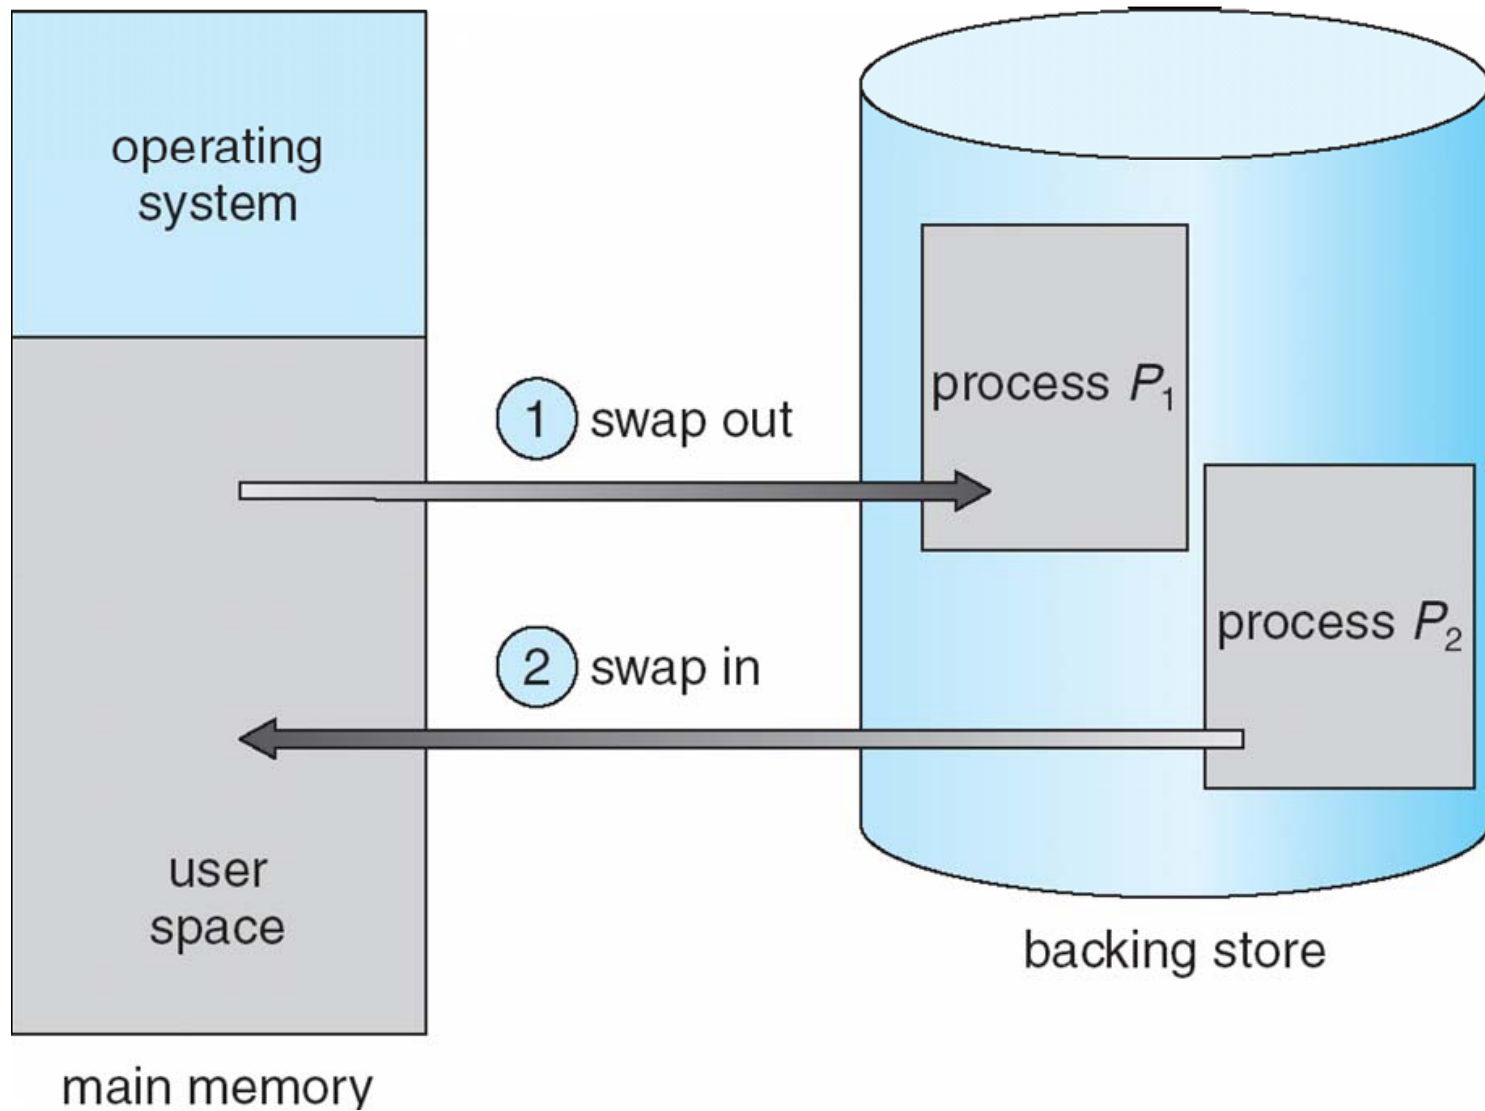 operating
system
1 swap out
process P₁
process P₂
2 swap in
user
space
backing store
main memory